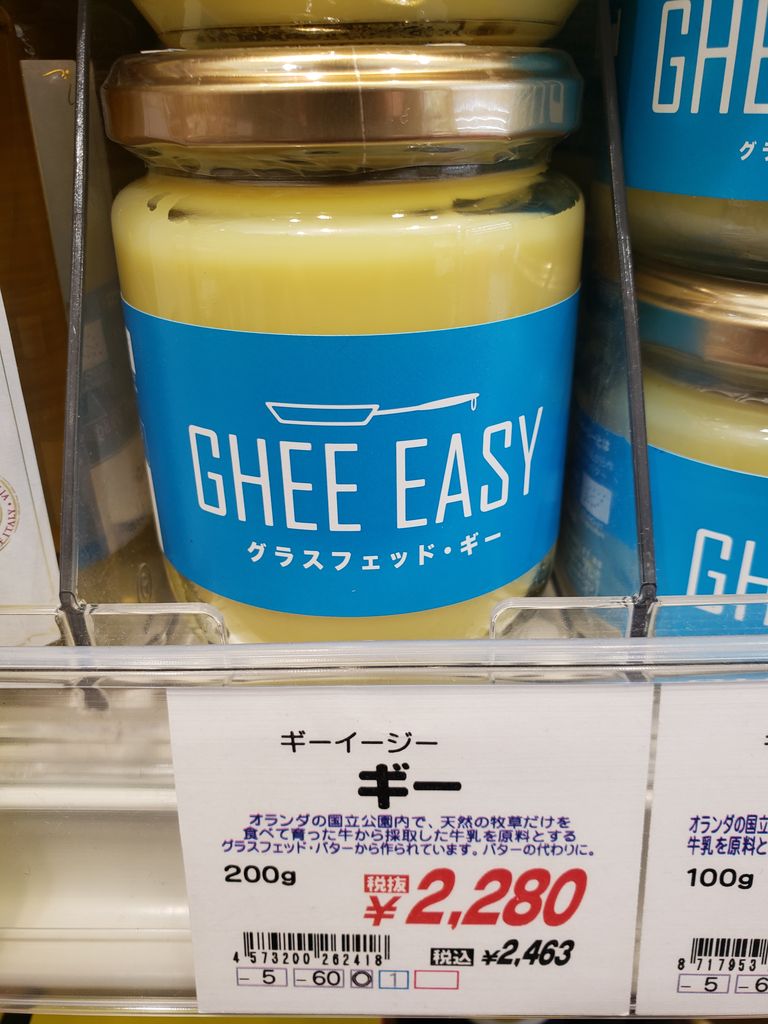 GHEE EASY
グラスフェッド・ギー
GHE
グラ
GH
ギーイージー
ギー
オランダの国立公園内で、天然の牧草だけを
食べて育った牛から採取した牛乳を原料とする
グラスフェッド・バターから作られています。バターの代わりに。
200g
税抜
¥2,280
4 573200 262418
税込 ¥2,463
-5 -60 O 1
オランダの国立
牛乳を原料と
100g
8 717953
-5 -6